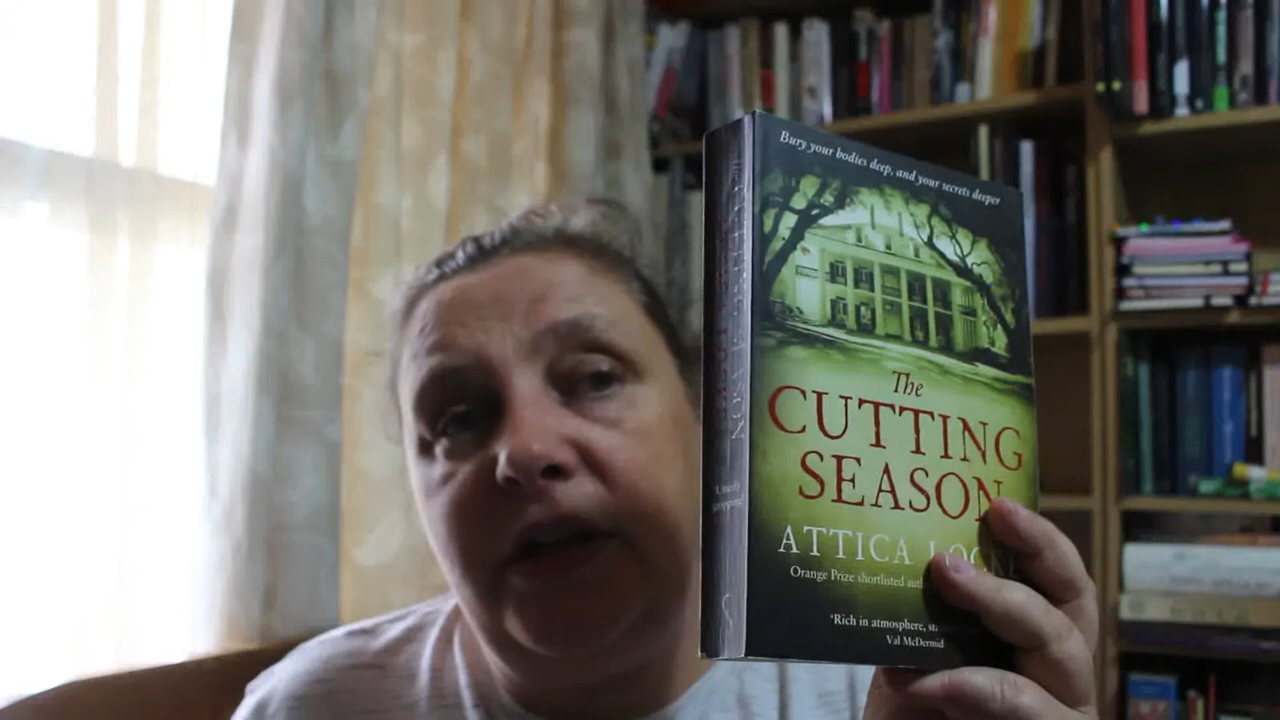 Bury your bodies deep, and your secrets deeper
The
CUTTING
SEASON
ATTICA LOCKE
Orange Prize shortlisted
'Rich in atmosphere,
Val McDermid